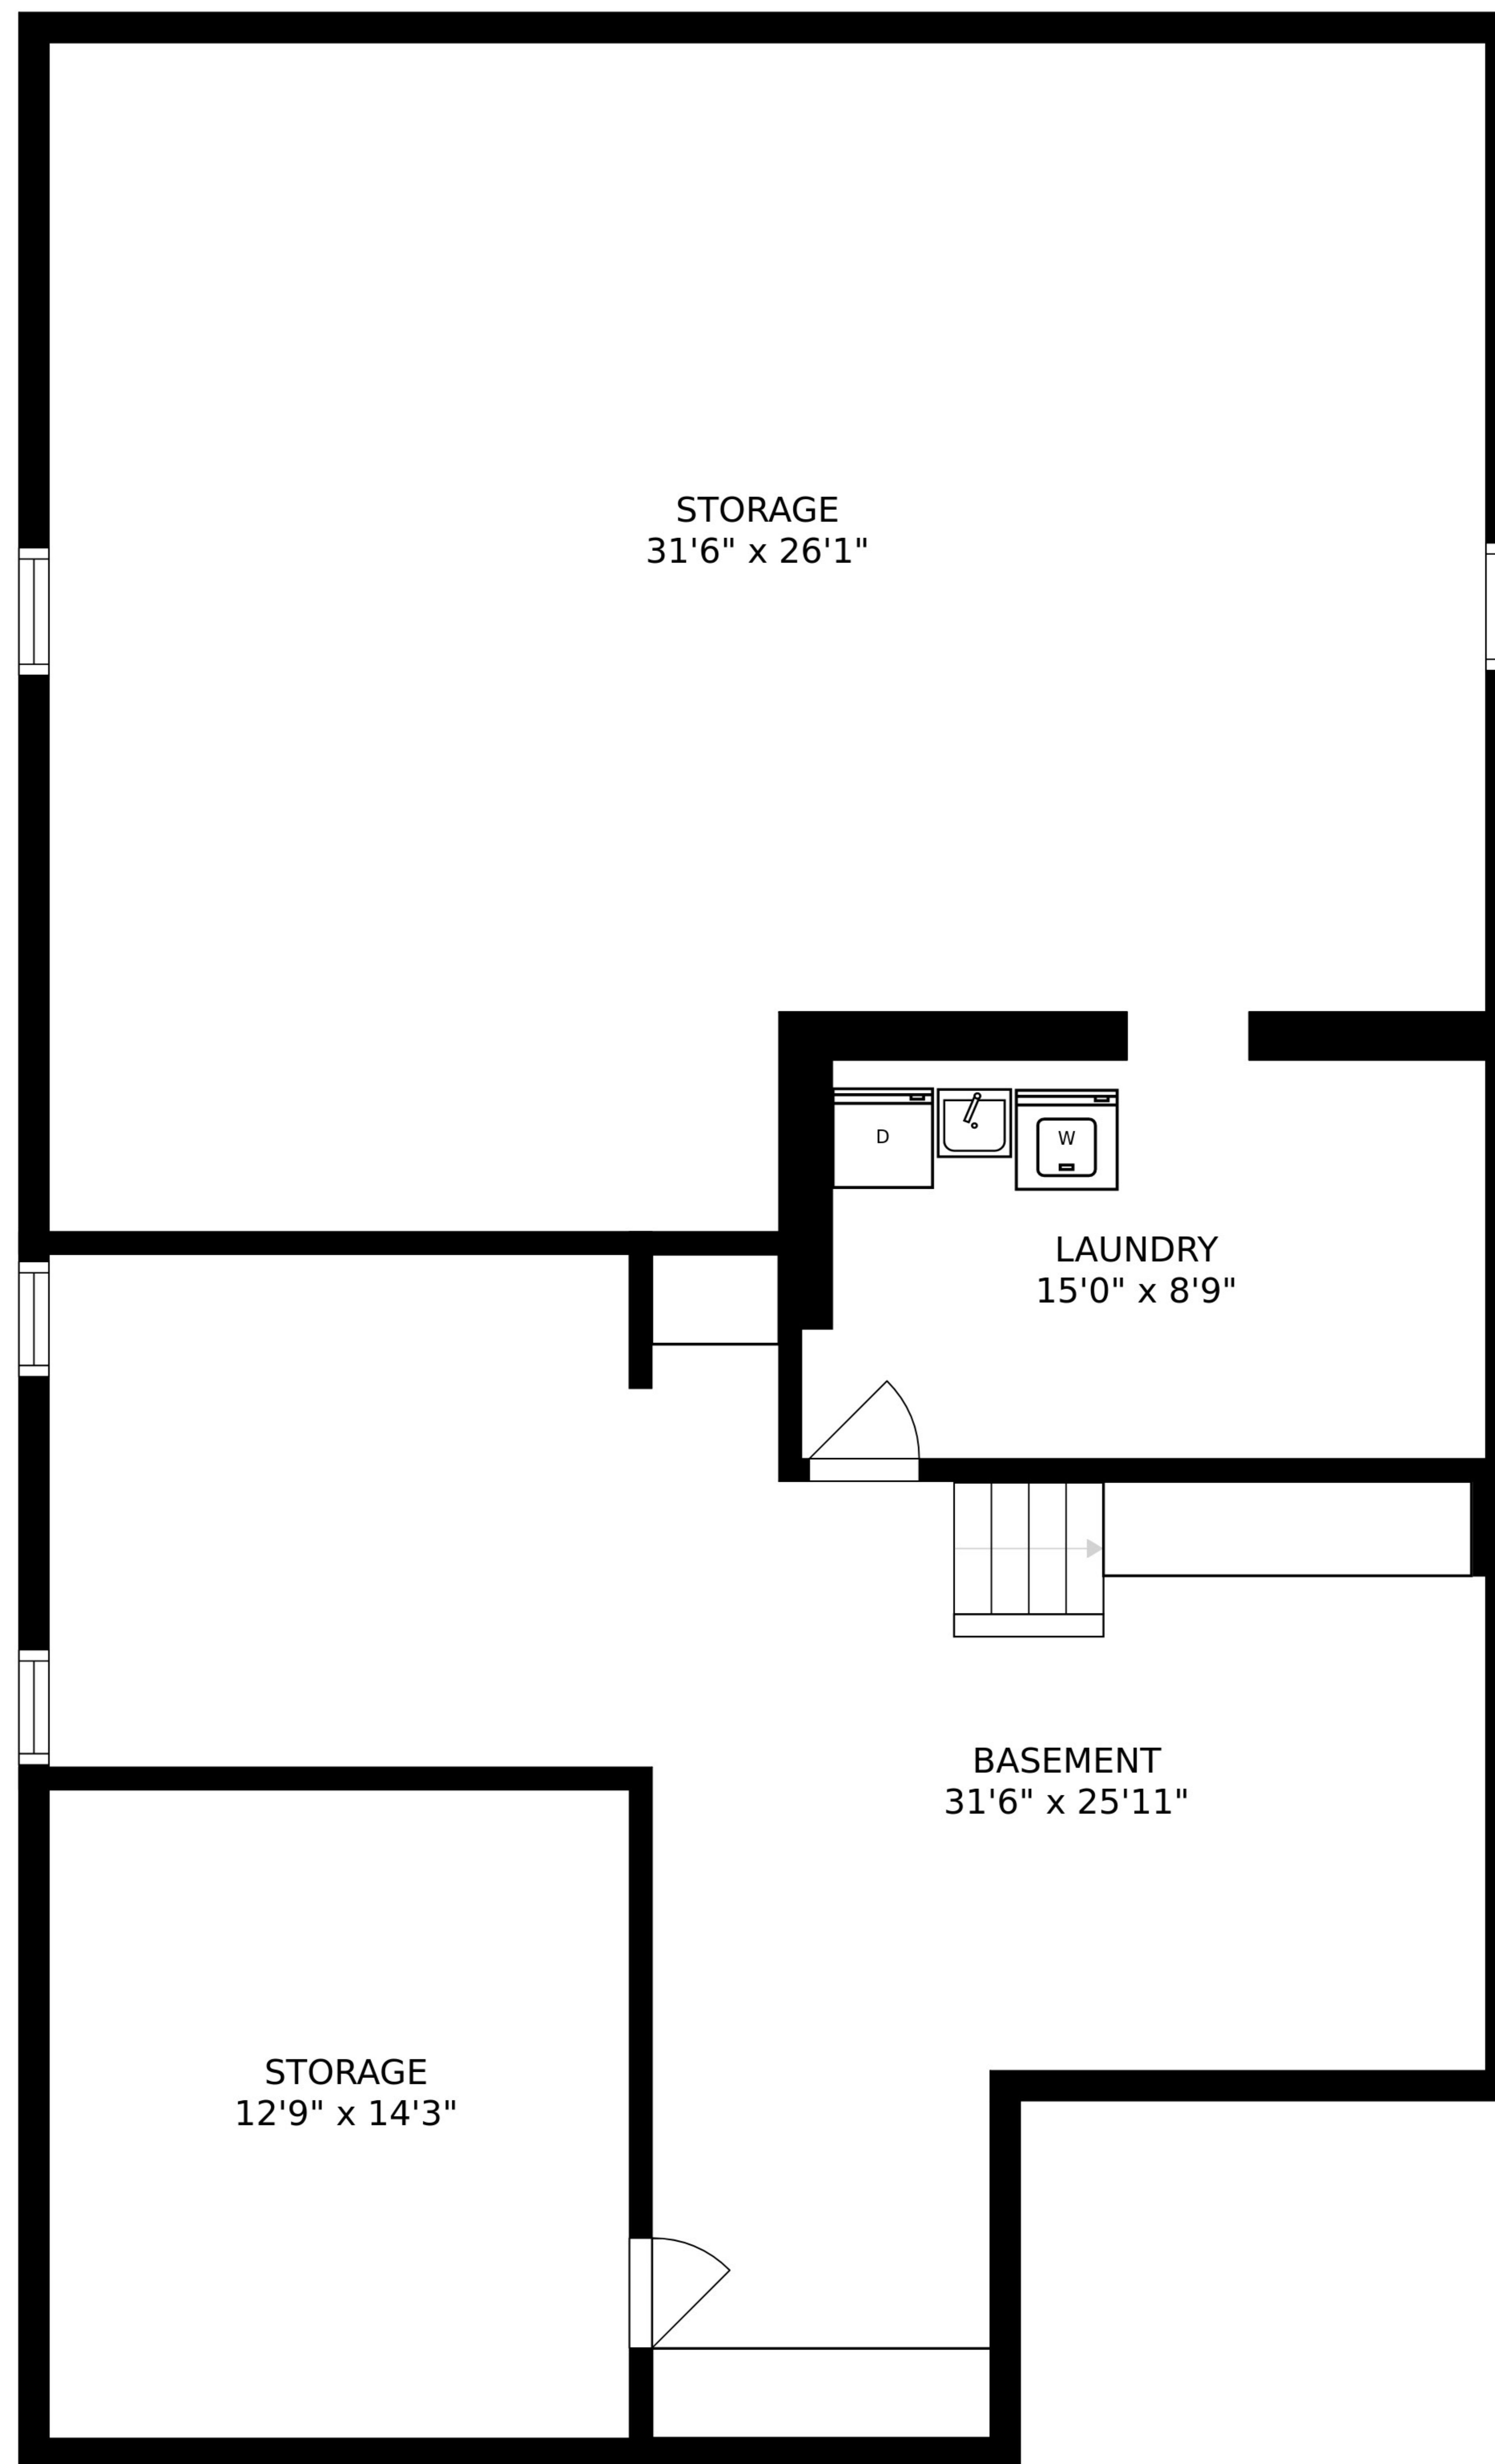 STORAGE
31'6" x 26'1"
D
W
LAUNDRY
15'0" x 8'9"
BASEMENT
31'6" x 25'11"
STORAGE
12'9" x 14'3"